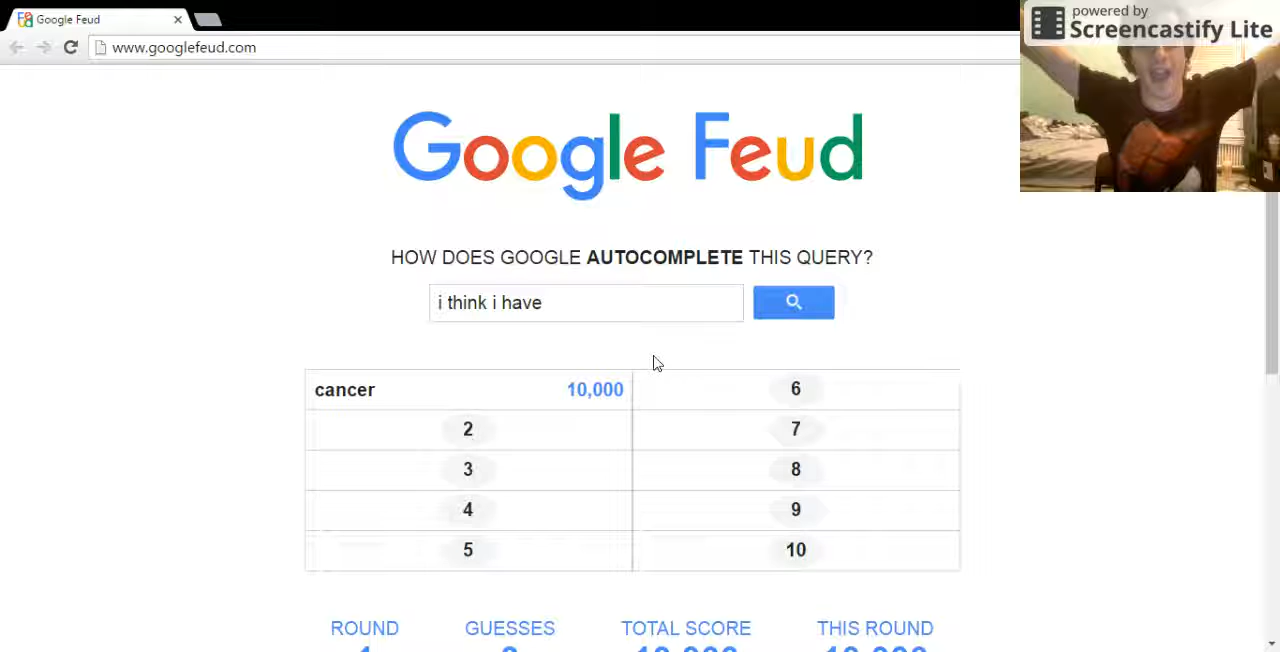 Google Feud
powered by
Screencastify Lite
www.googlefeud.com
Google Feud
HOW DOES GOOGLE AUTOCOMPLETE THIS QUERY?
i think i have
cancer 10,000 6
2 7
3 8
4 9
5 10
ROUND GUESSES TOTAL SCORE THIS ROUND